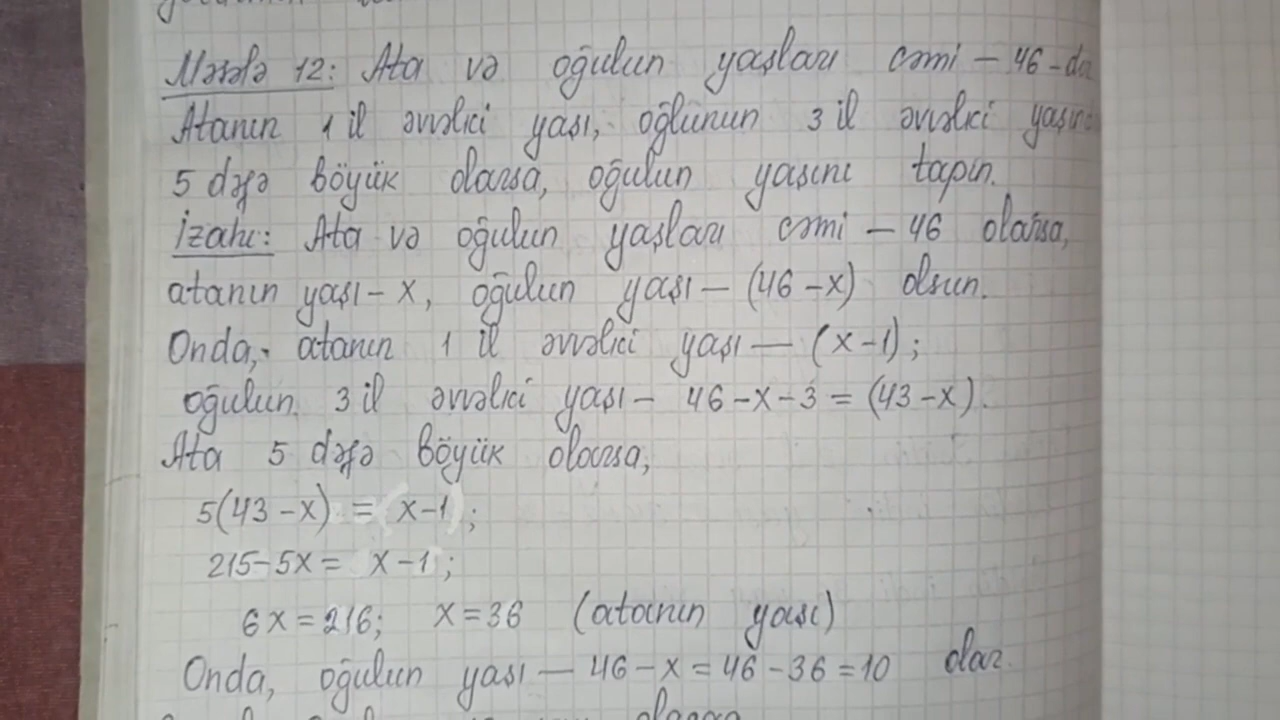 Məsələ 12: Ata və oğulun yaşları cəmi – 46-da
Atanın 1 il əvvəlki yaşı, oğlunun 3 il əvvəlki yaşın
5 dəfə böyük olarsa, oğulun yaşını tapın.
İzahı: Ata və oğulun yaşları cəmi – 46 olarsa,
atanın yaşı – x, oğulun yaşı – (46 – x) olsun.
Onda, atanın 1 il əvvəlki yaşı – (x-1);
oğulun 3 il əvvəlki yaşı – 46-x-3 = (43-x).
Ata 5 dəfə böyük olarsa,
5(43-x) = (x-1);
215-5x = x-1;
6x = 216; x = 36 (atanın yaşı)
Onda, oğulun yaşı – 46-x = 46-36 = 10 olar.